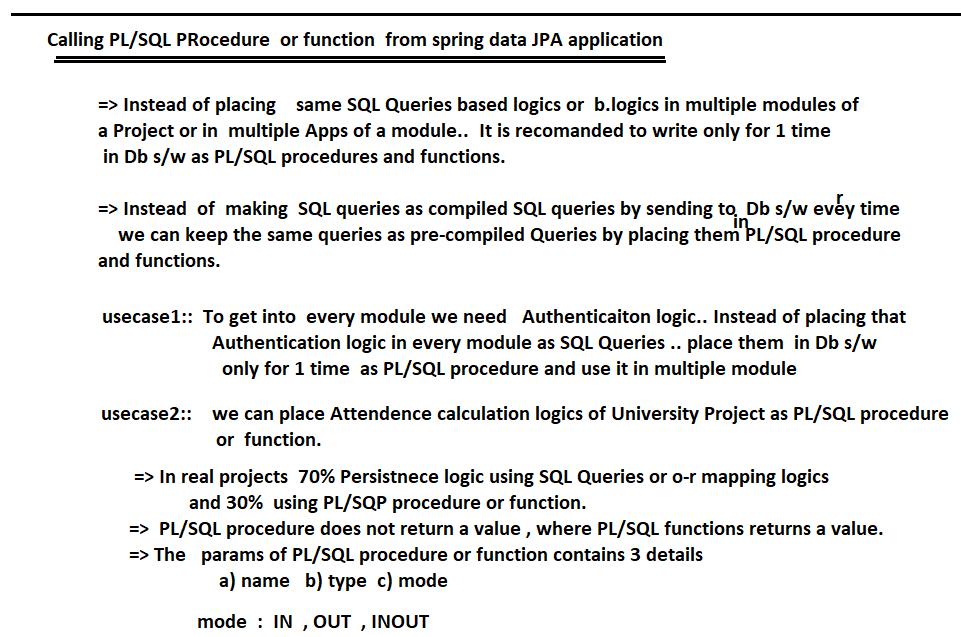 Calling PL/SQL PRocedure or function from spring data JPA application
=> Instead of placing same SQL Queries based logics or b.logics in multiple modules of
a Project or in multiple Apps of a module.. It is recomanded to write only for 1 time
in Db s/w as PL/SQL procedures and functions.
=> Instead of making SQL queries as compiled SQL queries by sending to Db s/w evey time
r
in
we can keep the same queries as pre-compiled Queries by placing them PL/SQL procedure
and functions.
usecase1:: To get into every module we need Authenticaiton logic.. Instead of placing that
Authentication logic in every module as SQL Queries .. place them in Db s/w
only for 1 time as PL/SQL procedure and use it in multiple module
usecase2:: we can place Attendence calculation logics of University Project as PL/SQL procedure
or function.
=> In real projects 70% Persistnece logic using SQL Queries or o-r mapping logics
and 30% using PL/SQP procedure or function.
=> PL/SQL procedure does not return a value , where PL/SQL functions returns a value.
=> The params of PL/SQL procedure or function contains 3 details
a) name b) type c) mode
mode : IN , OUT , INOUT